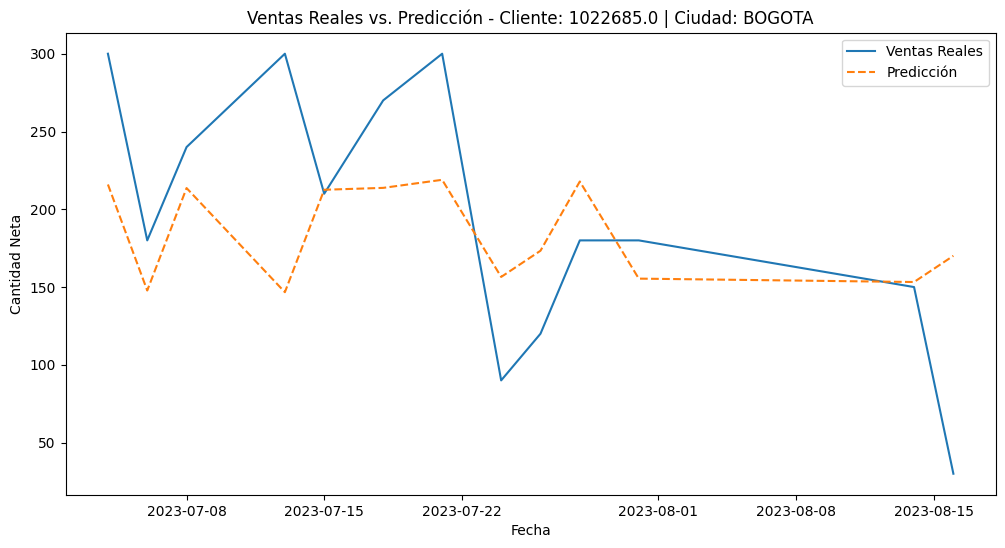 Ventas Reales vs. Predicción - Cliente: 1022685.0 | Ciudad: BOGOTA
Ventas Reales
Predicción
300
250
200
150
100
50
Cantidad Neta
2023-07-08
2023-07-15
2023-07-22
2023-08-01
2023-08-08
2023-08-15
Fecha